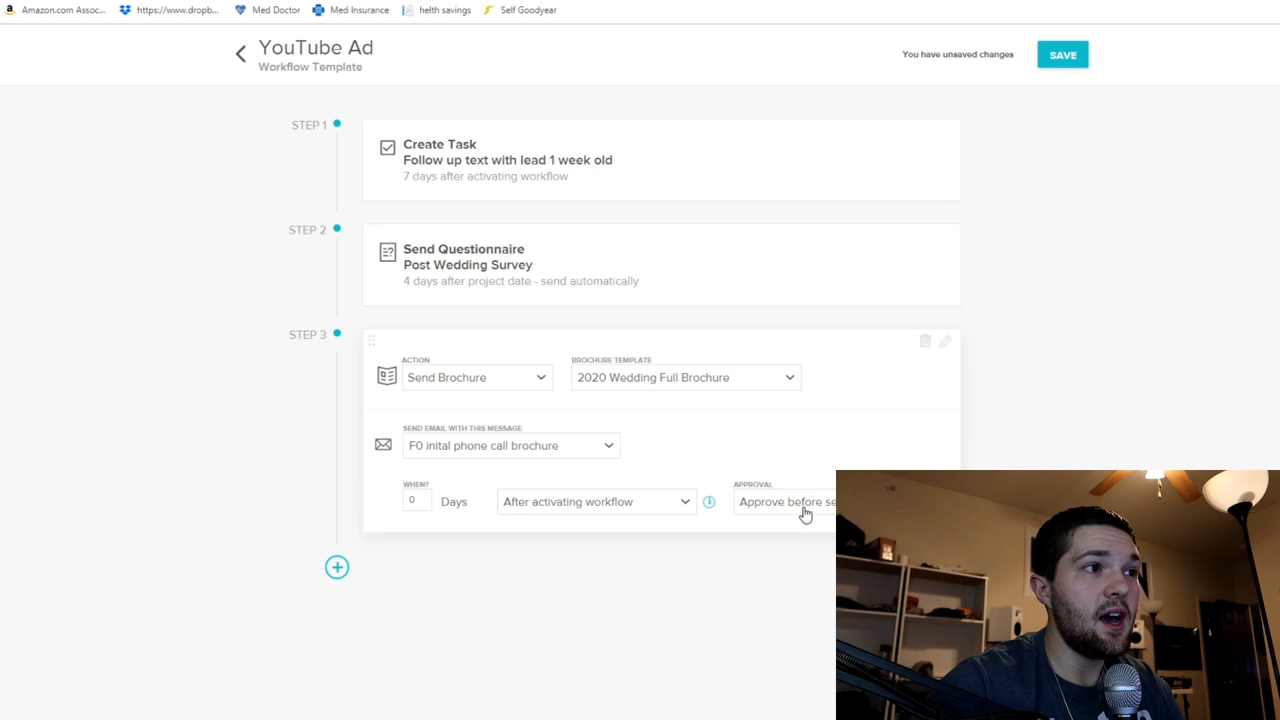 Amazon.com Assoc...
https://www.dropb...
Med Doctor
Med Insurance
helth savings
Self Goodyear
YouTube Ad
Workflow Template
You have unsaved changes
SAVE
STEP 1
Create Task
Follow up text with lead 1 week old
7 days after activating workflow
STEP 2
Send Questionnaire
Post Wedding Survey
4 days after project date - send automatically
STEP 3
ACTION
BROCHURE TEMPLATE
Send Brochure
2020 Wedding Full Brochure
SEND EMAIL WITH THIS MESSAGE
F0 inital phone call brochure
WHEN?
APPROVAL
0 Days
After activating workflow
Approve before se